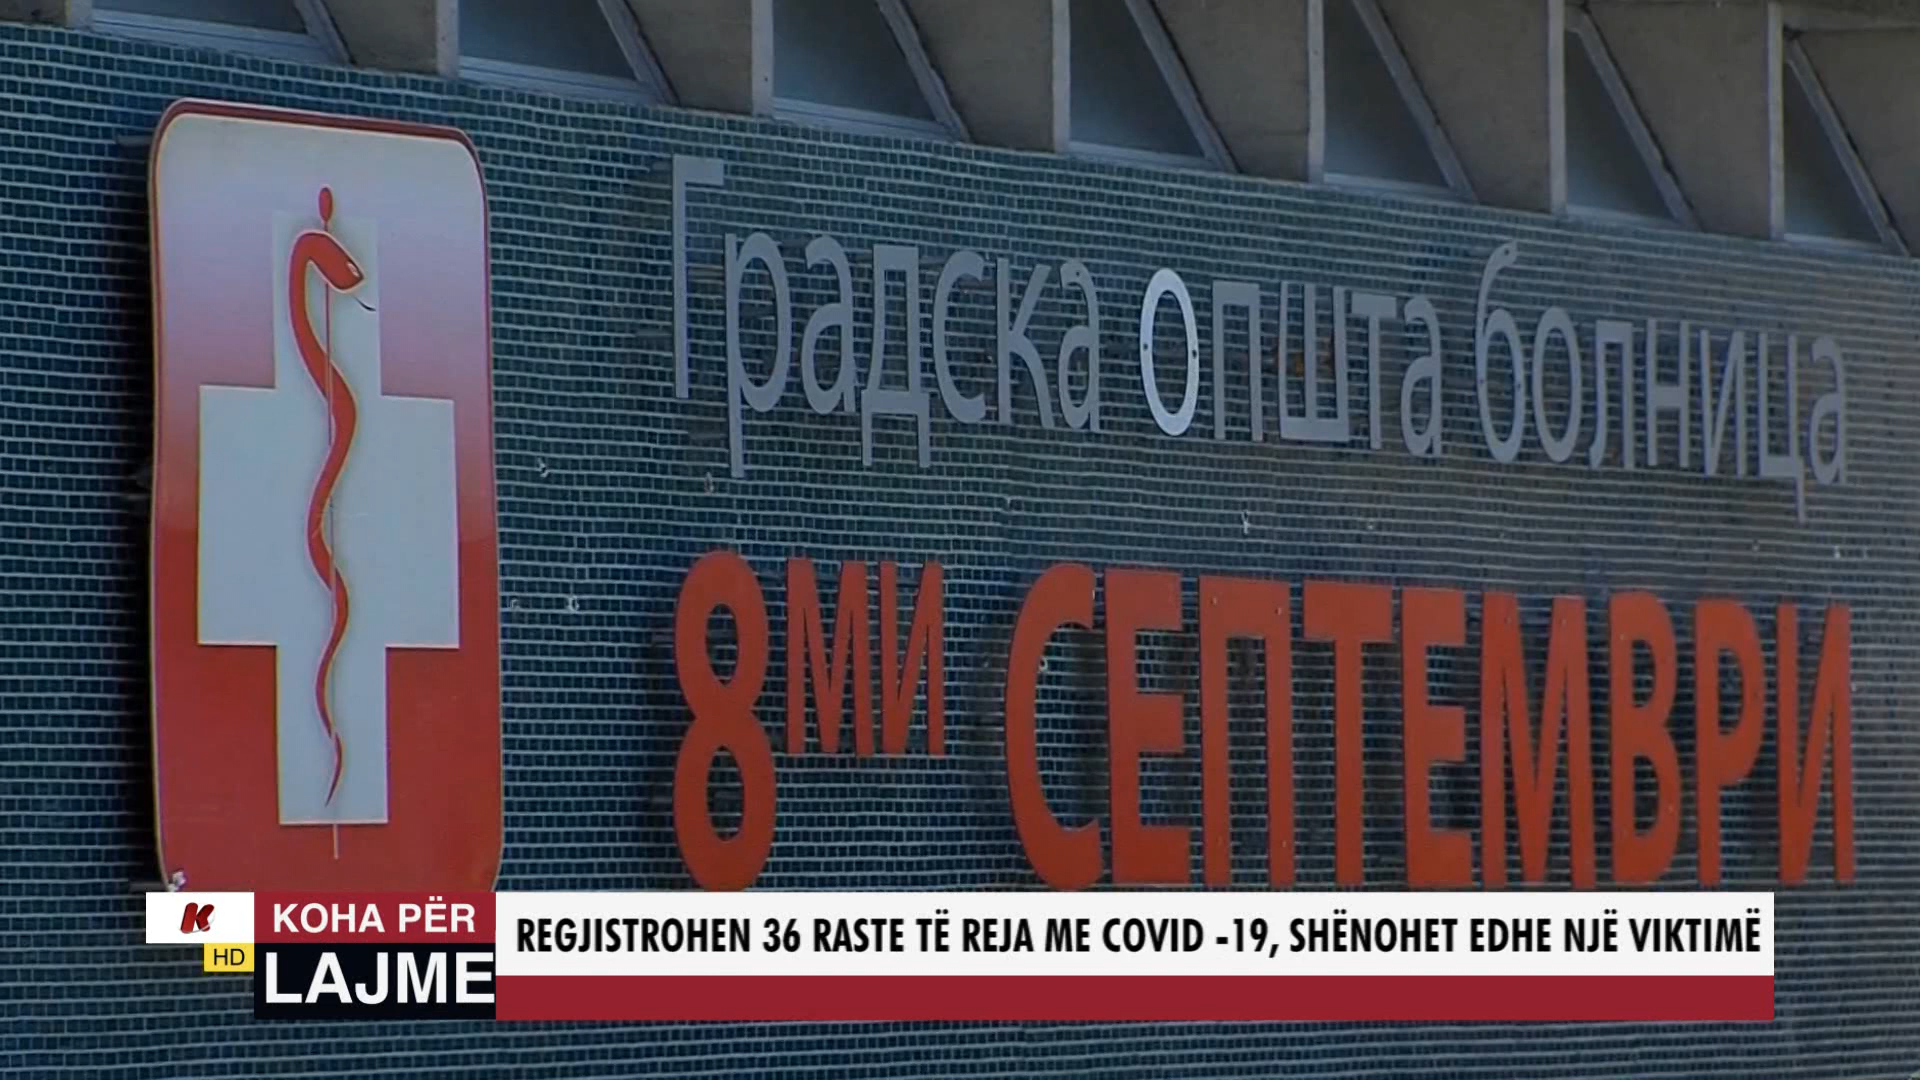 Градска општа болница
8МИ СЕПТЕМВРИ
K
HD
KOHA PËR
LAJME
REGJISTROHEN 36 RASTE TË REJA ME COVID -19, SHËNOHET EDHE NJË VIKTIMË